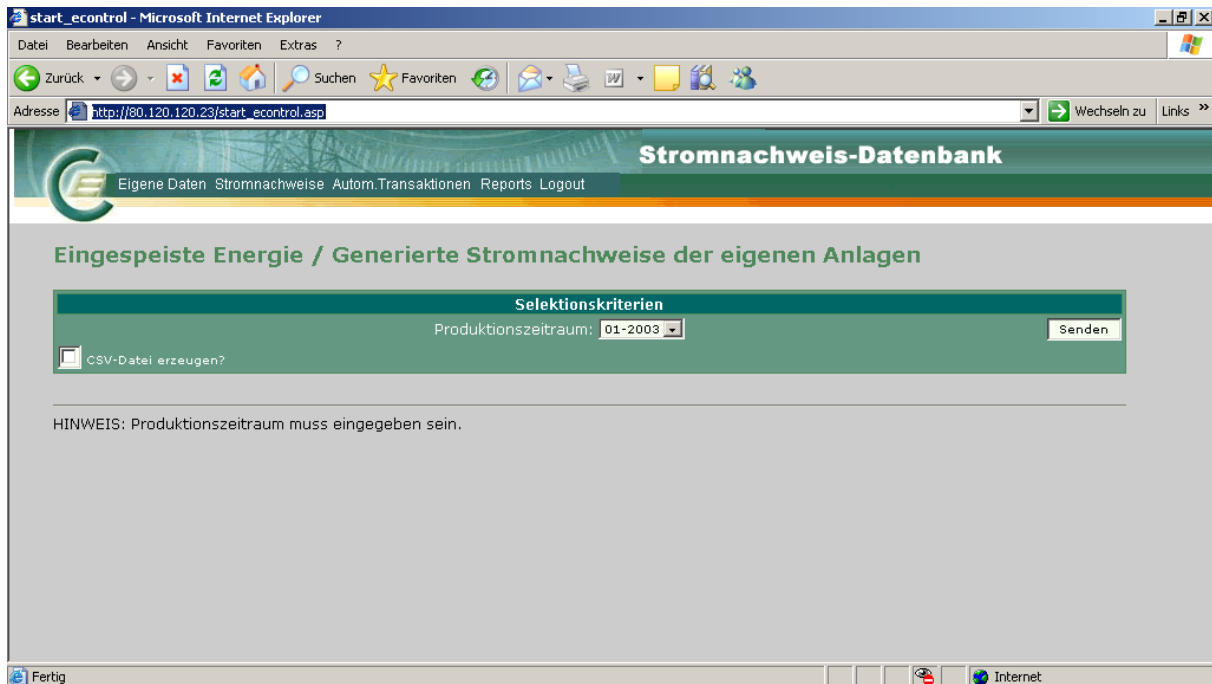 start_econtrol - Microsoft Internet Explorer
Datei Bearbeiten Ansicht Favoriten Extras ?
Zurück Suchen Favoriten
Adresse http://80.120.120.23/start_econtrol.asp Wechseln zu Links »
Stromnachweis-Datenbank
Eigene Daten Stromnachweise Autom.Transaktionen Reports Logout
Eingespeiste Energie / Generierte Stromnachweise der eigenen Anlagen
Selektionskriterien
Produktionszeitraum: 01-2003 Senden
CSV-Datei erzeugen?
HINWEIS: Produktionszeitraum muss eingegeben sein.
Fertig Internet